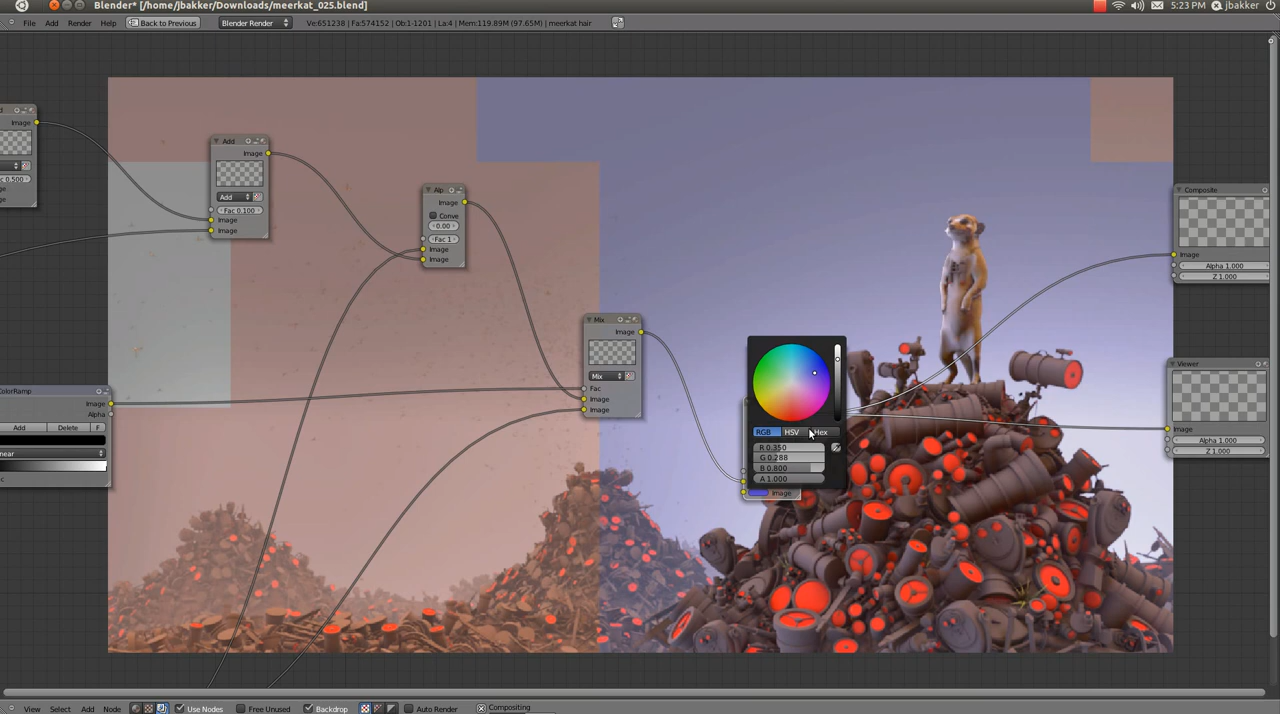 Blender* [/home/jbakker/Downloads/meerkat_025.blend]
5:23 PM jbakker
File Add Render Help Back to Previous Blender Render Ve:651238 | Fa:574152 | Ob:1-1201 | La:4 | Mem:119.89M (97.65M) | meerkat hair
Image
c 0.500
Add
Image
Add
Fac 0.100
Image
Image
Alp
Image
Conve
0.00
Fac 1
Image
Image
Composite
Image
Alpha 1.000
Z 1.000
Mix
Image
Mix
Fac
Image
Image
RGB HSV Hex
R 0.350
G 0.288
B 0.800
A 1.000
Image
Viewer
Image
Alpha 1.000
Z 1.000
ColorRamp
Image
Alpha
Add Delete F
near
View Select Add Node Use Nodes Free Unused Backdrop Auto Render Compositing